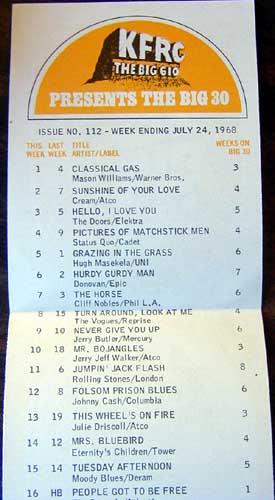 KFRC
THE BIG 610
PRESENTS THE BIG 30
ISSUE NO. 112 - WEEK ENDING JULY 24, 1968
THIS WEEK LAST WEEK TITLE ARTIST/LABEL WEEKS ON BIG 30
1 4 CLASSICAL GAS 3
Mason Williams/Warner Bros.
2 7 SUNSHINE OF YOUR LOVE 4
Cream/Atco
3 5 HELLO, I LOVE YOU 5
The Doors/Elektra
4 9 PICTURES OF MATCHSTICK MEN 4
Status Quo/Cadet
5 1 GRAZING IN THE GRASS 6
Hugh Masekela/UNI
6 2 HURDY GURDY MAN 7
Donovan/Epic
7 3 THE HORSE 6
Cliff Nobles/Phil L.A.
8 15 TURN AROUND, LOOK AT ME 4
The Vogues/Reprise
9 10 NEVER GIVE YOU UP 6
Jerry Butler/Mercury
10 18 MR. BOJANGLES 3
Jerry Jeff Walker/Atco
11 6 JUMPIN' JACK FLASH 8
Rolling Stones/London
12 8 FOLSOM PRISON BLUES 6
Johnny Cash/Columbia
13 19 THIS WHEEL'S ON FIRE 3
Julie Driscoll/Atco
14 12 MRS. BLUEBIRD 4
Eternity's Children/Tower
15 14 TUESDAY AFTERNOON 5
Moody Blues/Deram
16 HB PEOPLE GOT TO BE FREE 1